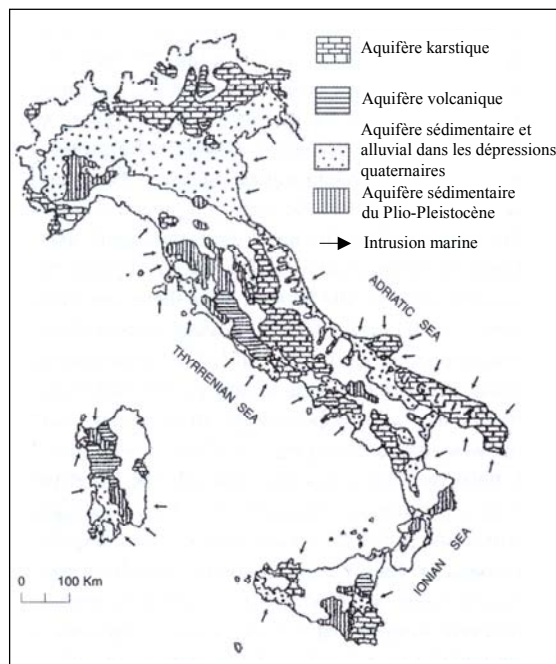 Aquifère karstique
Aquifère volcanique
Aquifère sédimentaire et
alluvial dans les dépressions
quaternaires
Aquifère sédimentaire
du Plio-Pleistocène
Intrusion marine
ADRIATIC SEA
THYRRENIAN SEA
IONIAN SEA
0 100 Km